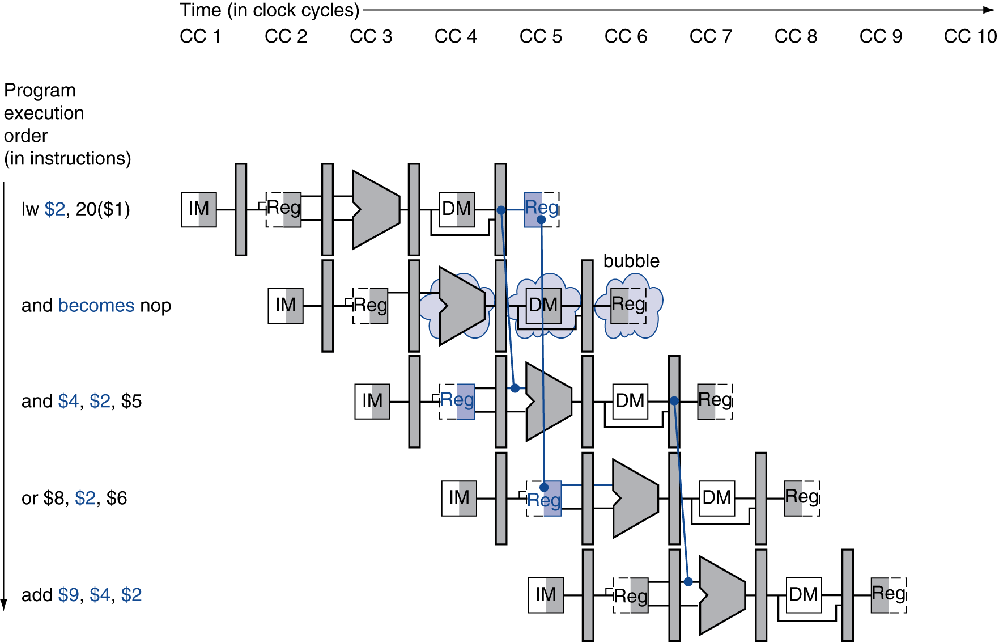 Time (in clock cycles)
CC 1 CC 2 CC 3 CC 4 CC 5 CC 6 CC 7 CC 8 CC 9 CC 10
Program
execution
order
(in instructions)
lw $2, 20($1) IM Reg DM Reg
bubble
and becomes nop IM Reg DM Reg
and $4, $2, $5 IM Reg DM Reg
or $8, $2, $6 IM Reg DM Reg
add $9, $4, $2 IM Reg DM Reg